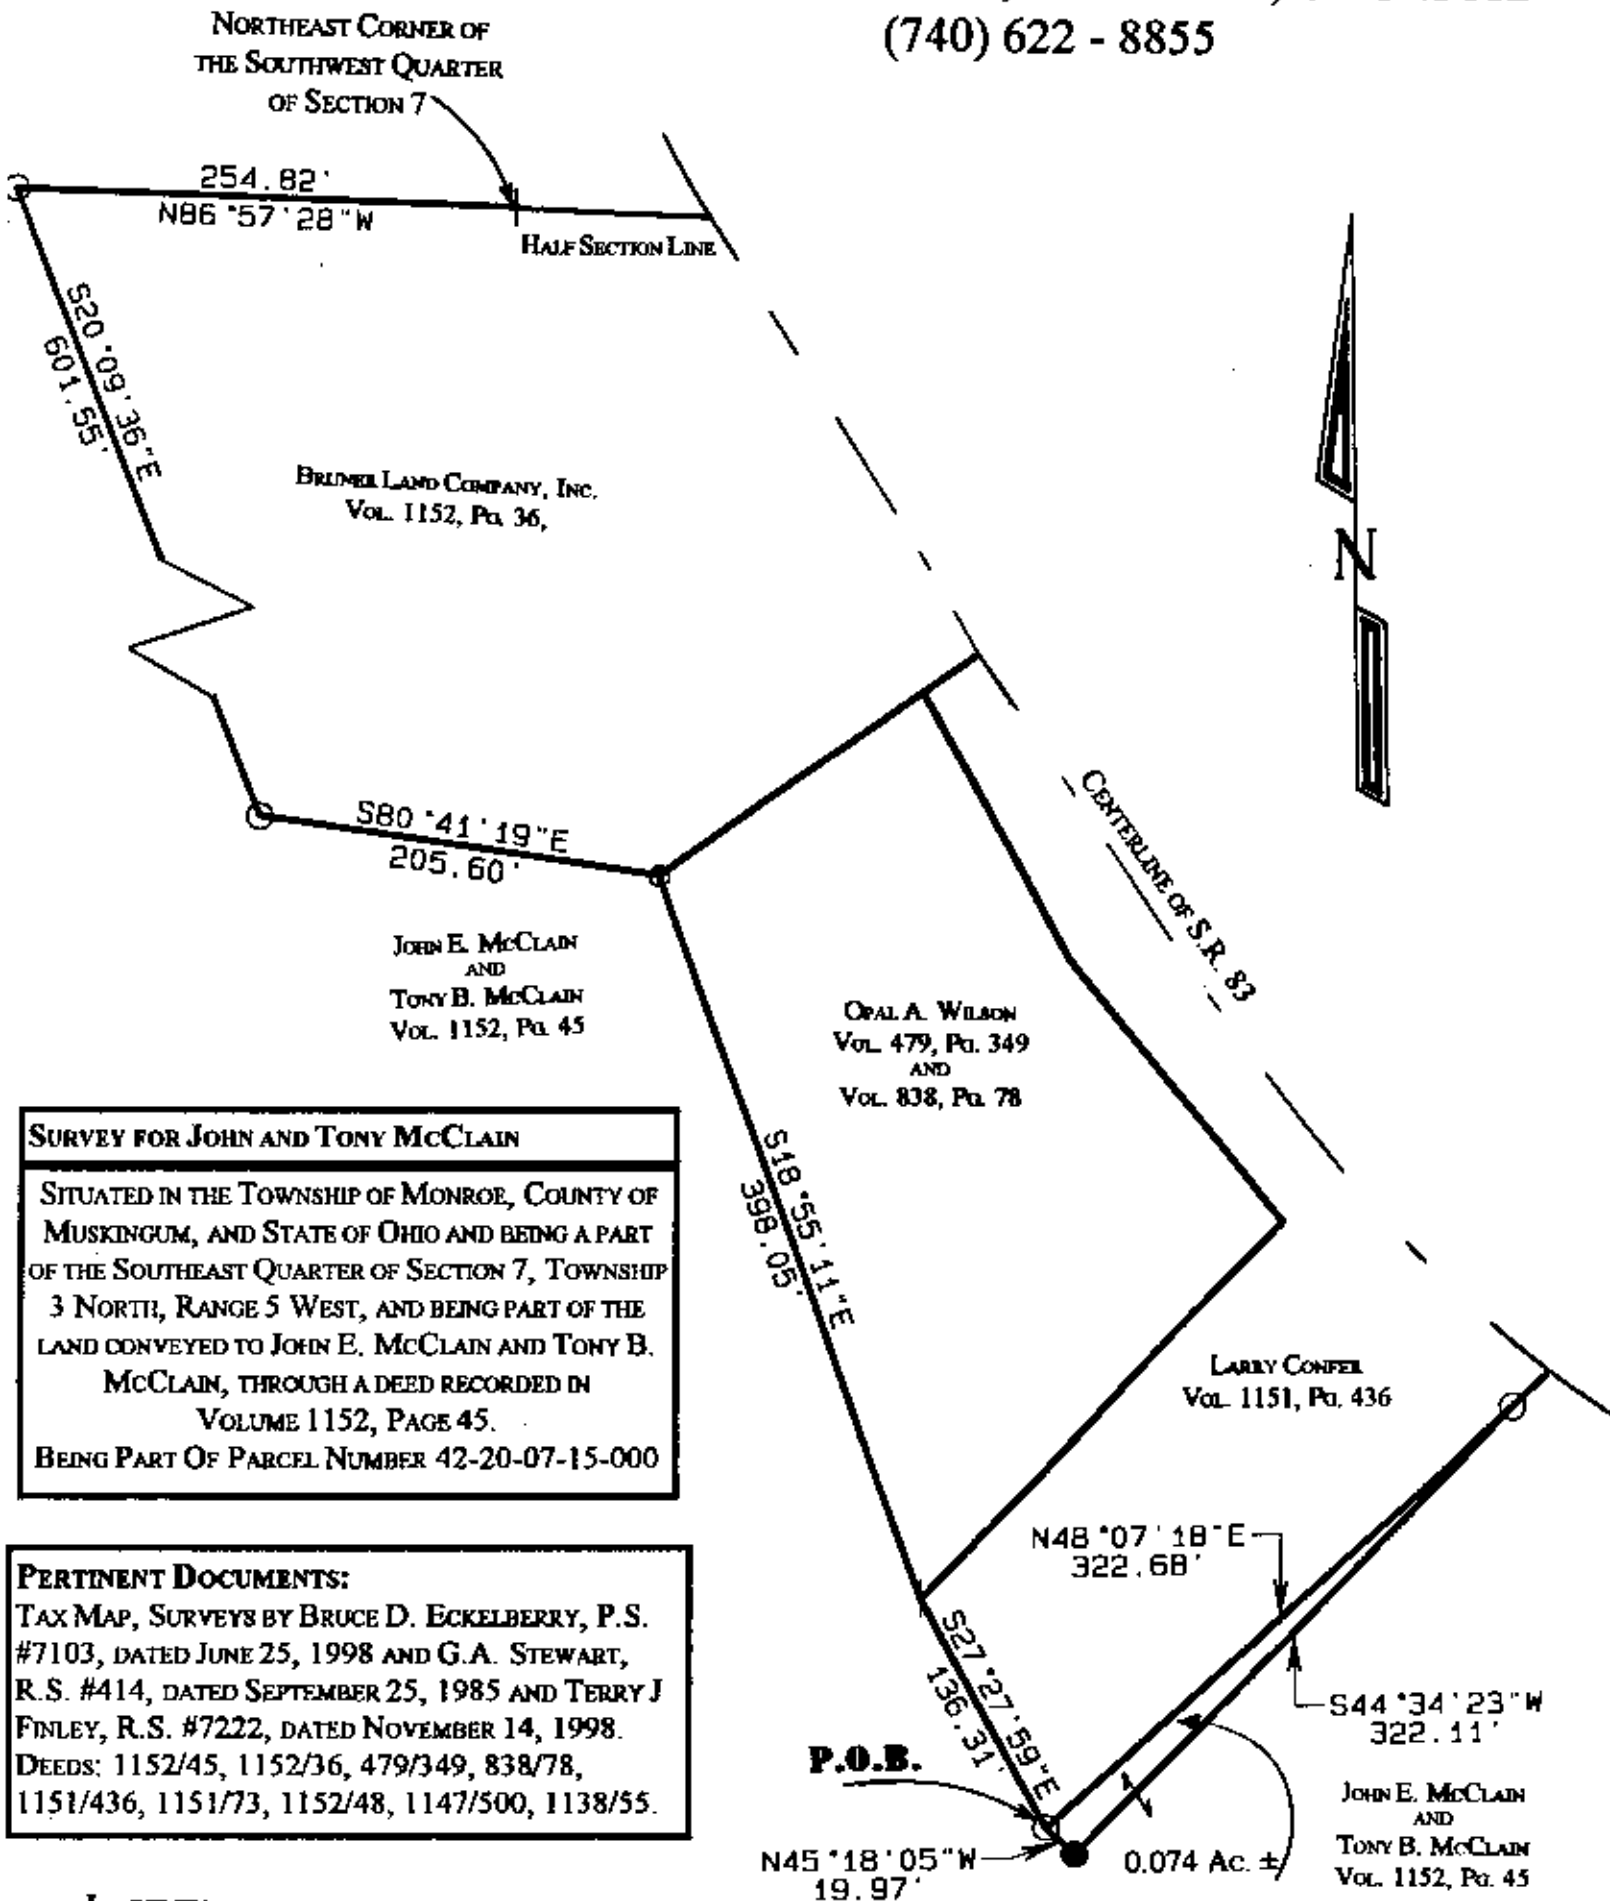 (740) 622 - 8855
NORTHEAST CORNER OF
THE SOUTHWEST QUARTER
OF SECTION 7
254.82'
N86°57'28"W
HALF SECTION LINE
S20°09'36"E
601.55'
BRUNER LAND COMPANY, INC.
VOL. 1152, PG. 36,
N
S80°41'19"E
205.60'
CENTERLINE OF S.R. 83
JOHN E. MCCLAIN
AND
TONY B. MCCLAIN
VOL. 1152, PG. 45
OPAL A. WILSON
VOL. 479, PG. 349
AND
VOL. 838, PG. 78
SURVEY FOR JOHN AND TONY MCCLAIN
SITUATED IN THE TOWNSHIP OF MONROE, COUNTY OF
MUSKINGUM, AND STATE OF OHIO AND BEING A PART
OF THE SOUTHEAST QUARTER OF SECTION 7, TOWNSHIP
3 NORTH, RANGE 5 WEST, AND BEING PART OF THE
LAND CONVEYED TO JOHN E. MCCLAIN AND TONY B.
MCCLAIN, THROUGH A DEED RECORDED IN
VOLUME 1152, PAGE 45.
BEING PART OF PARCEL NUMBER 42-20-07-15-000
S18°55'11"E
398.05'
LARRY CONFER
VOL. 1151, PG. 436
PERTINENT DOCUMENTS:
TAX MAP, SURVEYS BY BRUCE D. ECKELBERRY, P.S.
#7103, DATED JUNE 25, 1998 AND G.A. STEWART,
R.S. #414, DATED SEPTEMBER 25, 1985 AND TERRY J
FINLEY, R.S. #7222, DATED NOVEMBER 14, 1998.
DEEDS: 1152/45, 1152/36, 479/349, 838/78,
1151/436, 1151/73, 1152/48, 1147/500, 1138/55.
N48°07'18"E
322.68'
S27°27'59"E
136.31'
S44°34'23"W
322.11'
P.O.B.
N45°18'05"W
19.97'
0.074 AC. ±
JOHN E. MCCLAIN
AND
TONY B. MCCLAIN
VOL. 1152, PG. 45